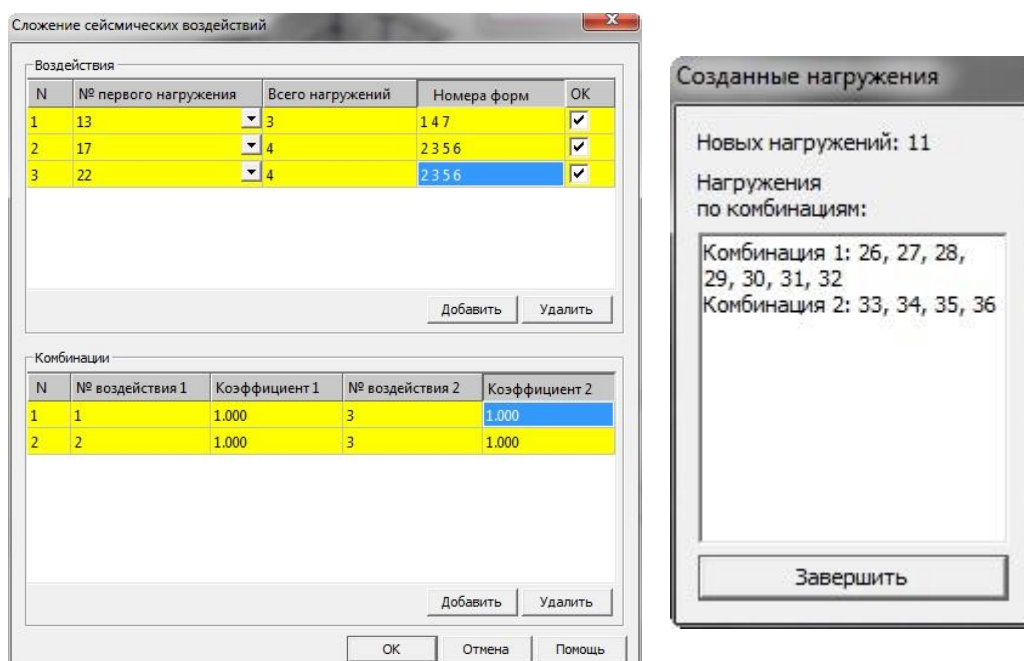 Сложение сейсмических воздействий
Воздействия
N № первого нагружения Всего нагружений Номера форм OK
1 13 3 1 4 7
2 17 4 2 3 5 6
3 22 4 2 3 5 6
Добавить Удалить
Комбинации
N № воздействия 1 Коэффициент 1 № воздействия 2 Коэффициент 2
1 1 1.000 3 1.000
2 2 1.000 3 1.000
Добавить Удалить
OK Отмена Помощь
Созданные нагружения
Новых нагружений: 11
Нагружения
по комбинациям:
Комбинация 1: 26, 27, 28,
29, 30, 31, 32
Комбинация 2: 33, 34, 35, 36
Завершить